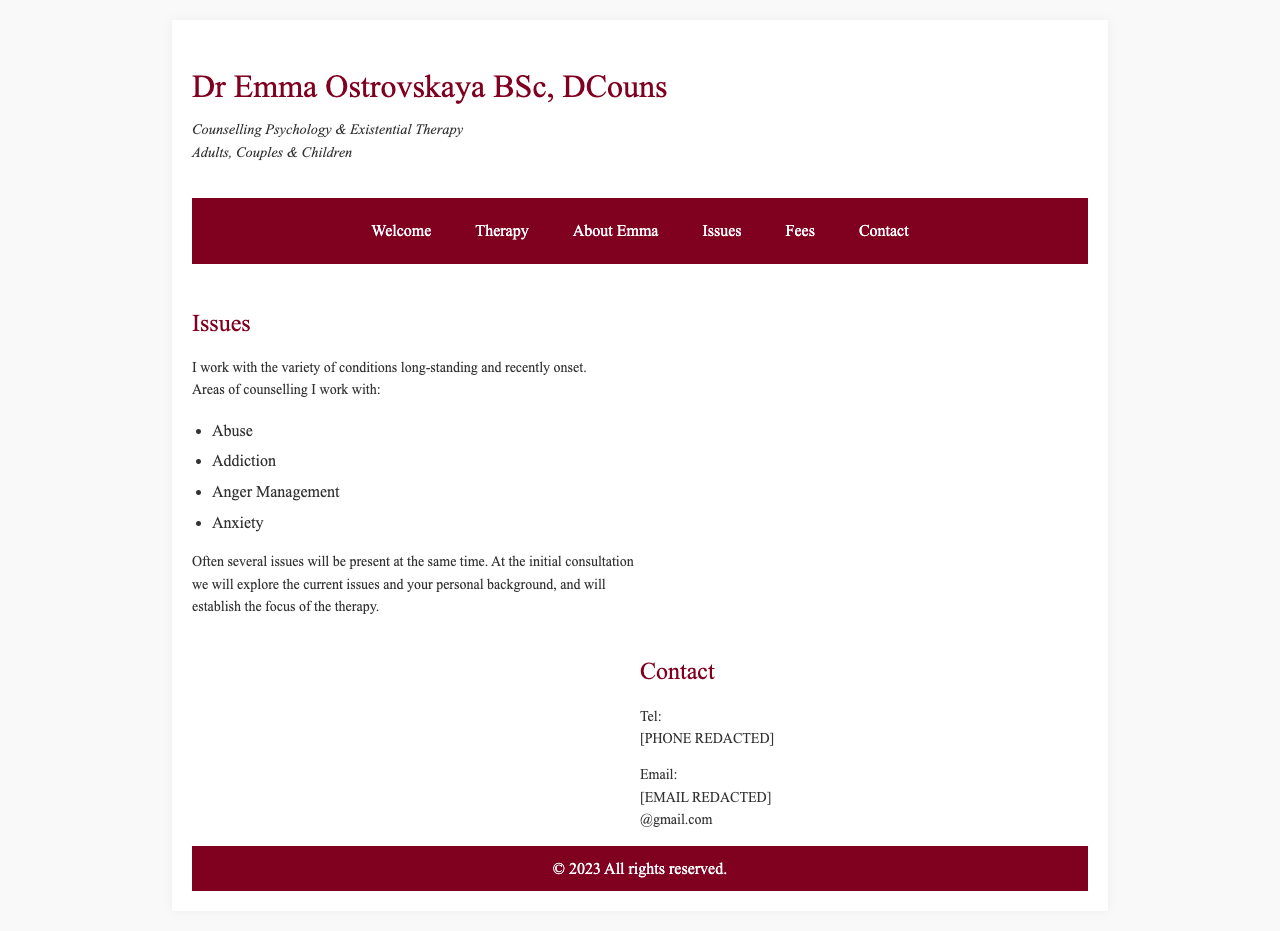 Dr Emma Ostrovskaya BSc, DCouns
Counselling Psychology & Existential Therapy
Adults, Couples & Children
Welcome Therapy About Emma Issues Fees Contact
Issues
I work with the variety of conditions long-standing and recently onset.
Areas of counselling I work with:
• Abuse
• Addiction
• Anger Management
• Anxiety
Often several issues will be present at the same time. At the initial consultation
we will explore the current issues and your personal background, and will
establish the focus of the therapy.
Contact
Tel:
[PHONE REDACTED]
Email:
[EMAIL REDACTED]
@gmail.com
© 2023 All rights reserved.